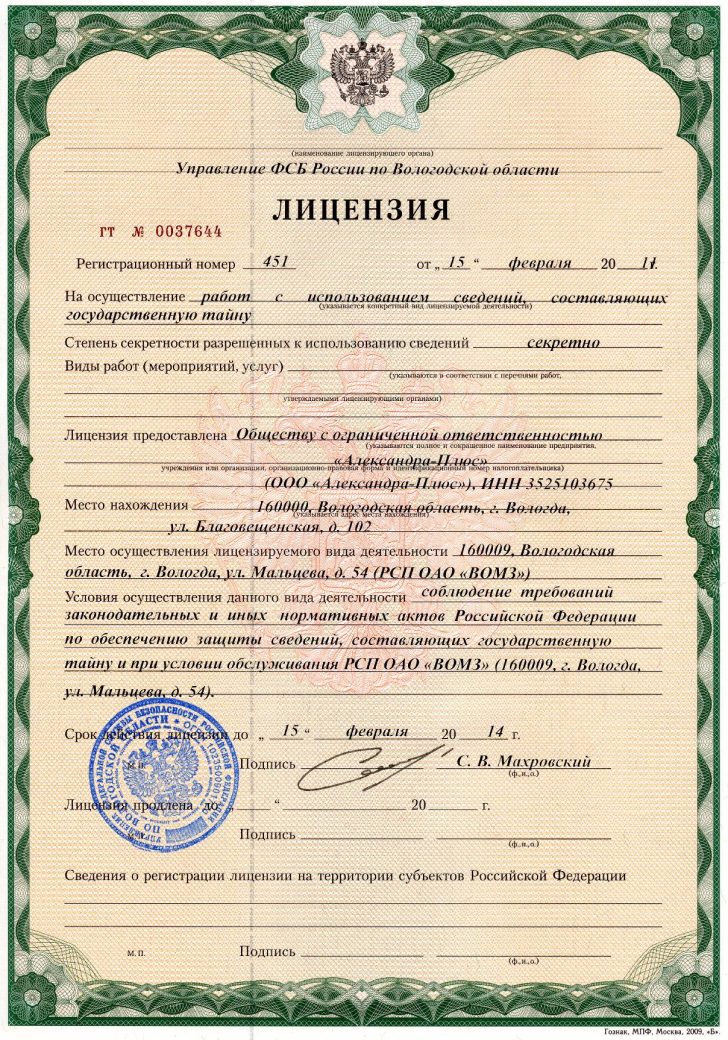 (наименование лицензирующего органа)
Управление ФСБ России по Вологодской области
ЛИЦЕНЗИЯ
ГТ № 0037644
Регистрационный номер 451 от „ 15 “ февраля 20 11.
На осуществление работ с использованием сведений, составляющих
(указывается конкретный вид лицензируемой деятельности)
государственную тайну
Степень секретности разрешенных к использованию сведений секретно
Виды работ (мероприятий, услуг)
(указываются в соответствии с перечнями работ,
утверждаемыми лицензирующими органами)
Лицензия предоставлена Обществу с ограниченной ответственностью
(указывается полное и сокращенное наименование предприятия,
«Александра-Плюс»
учреждения или организации, организационно-правовая форма и идентификационный номер налогоплательщика)
(ООО «Александра-Плюс»), ИНН 3525103675
Место нахождения 160000, Вологодская область, г. Вологда,
(указывается адрес места нахождения)
ул. Благовещенская, д. 102
Место осуществления лицензируемого вида деятельности 160009, Вологодская
область, г. Вологда, ул. Мальцева, д. 54 (РСП ОАО «ВОМЗ»)
Условия осуществления данного вида деятельности соблюдение требований
законодательных и иных нормативных актов Российской Федерации
по обеспечению защиты сведений, составляющих государственную
тайну и при условии обслуживания РСП ОАО «ВОМЗ» (160009, г. Вологда,
ул. Мальцева, д. 54).
Срок действия лицензии до „ 15 “ февраля 20 14 г.
М.П. Подпись С. В. Махровский
(ф.,и.,о.)
Лицензия продлена до „ “ 20 г.
Подпись
(ф.,и.,о.)
Сведения о регистрации лицензии на территории субъектов Российской Федерации
М. П. Подпись
(ф.,и.,о.)
Гознак, МПФ, Москва, 2009, «Б».